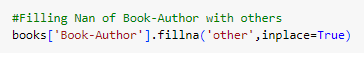 #Filling Nan of Book-Author with others
books['Book-Author'].fillna('other',inplace=True)